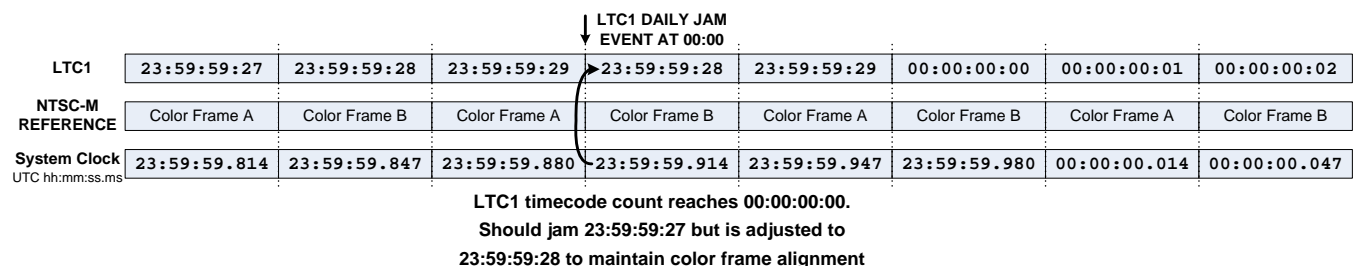 LTC1 DAILY JAM
EVENT AT 00:00
LTC1 23:59:59:27 23:59:59:28 23:59:59:29 23:59:59:28 23:59:59:29 00:00:00:00 00:00:00:01 00:00:00:02
NTSC-M
REFERENCE Color Frame A Color Frame B Color Frame A Color Frame B Color Frame A Color Frame B Color Frame A Color Frame B
System Clock 23:59:59.814 23:59:59.847 23:59:59.880 23:59:59.914 23:59:59.947 23:59:59.980 00:00:00.014 00:00:00.047
UTC hh:mm:ss.ms
LTC1 timecode count reaches 00:00:00:00.
Should jam 23:59:59:27 but is adjusted to
23:59:59:28 to maintain color frame alignment